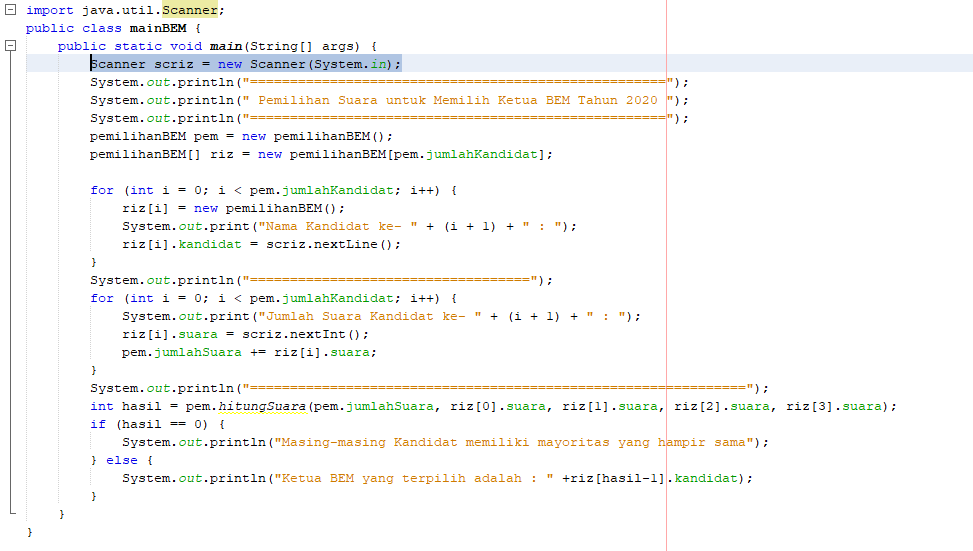 import java.util.Scanner;
public class mainBEM {
public static void main(String[] args) {
Scanner scriz = new Scanner(System.in);
System.out.println("====================================================");
System.out.println(" Pemilihan Suara untuk Memilih Ketua BEM Tahun 2020 ");
System.out.println("====================================================");
pemilihanBEM pem = new pemilihanBEM();
pemilihanBEM[] riz = new pemilihanBEM[pem.jumlahKandidat];
for (int i = 0; i < pem.jumlahKandidat; i++) {
riz[i] = new pemilihanBEM();
System.out.print("Nama Kandidat ke- " + (i + 1) + " : ");
riz[i].kandidat = scriz.nextLine();
}
System.out.println("===================================");
for (int i = 0; i < pem.jumlahKandidat; i++) {
System.out.print("Jumlah Suara Kandidat ke- " + (i + 1) + " : ");
riz[i].suara = scriz.nextInt();
pem.jumlahSuara += riz[i].suara;
}
System.out.println("==============================================================");
int hasil = pem.hitungSuara(pem.jumlahSuara, riz[0].suara, riz[1].suara, riz[2].suara, riz[3].suara);
if (hasil == 0) {
System.out.println("Masing-masing Kandidat memiliki mayoritas yang hampir sama");
} else {
System.out.println("Ketua BEM yang terpilih adalah : " +riz[hasil-1].kandidat);
}
}
}